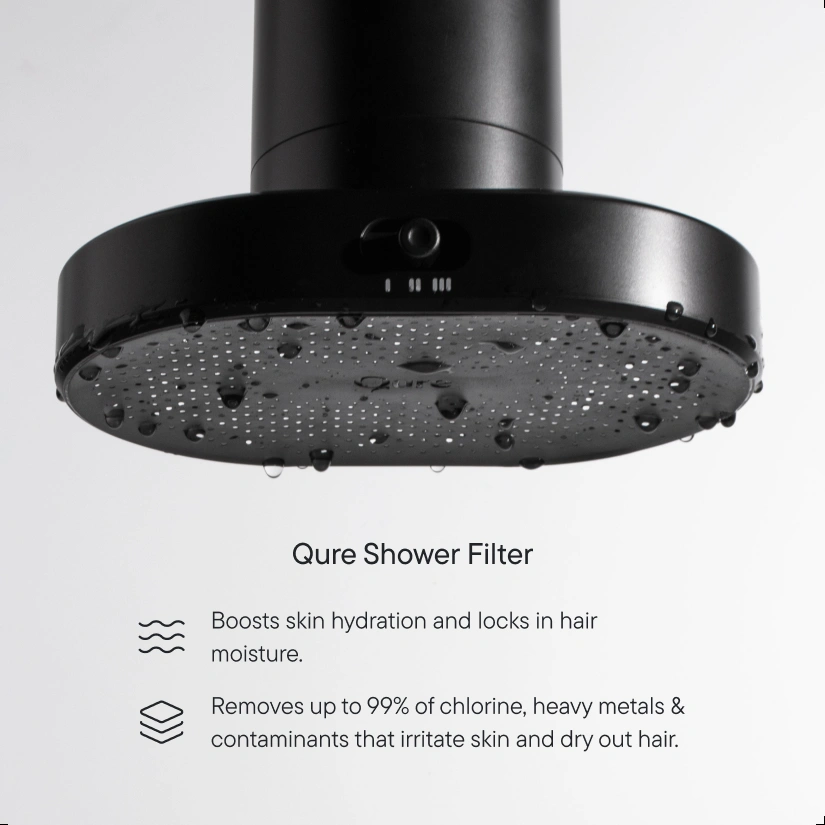 Qure
Qure Shower Filter
Boosts skin hydration and locks in hair
moisture.
Removes up to 99% of chlorine, heavy metals &
contaminants that irritate skin and dry out hair.